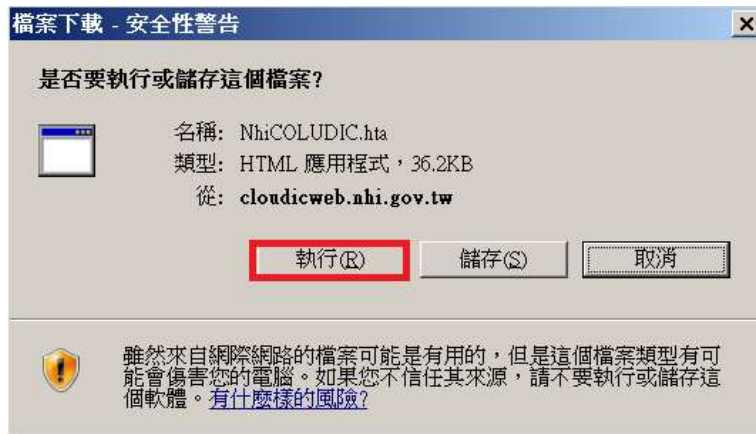 檔案下載 - 安全性警告
是否要執行或儲存這個檔案?
名稱: NhiCOLUDIC.hta
類型: HTML 應用程式，36.2KB
從: cloudicweb.nhi.gov.tw
執行(R) 儲存(S) 取消
雖然來自網際網路的檔案可能是有用的，但是這個檔案類型有可
能會傷害您的電腦。如果您不信任其來源，請不要執行或儲存這
個軟體。有什麼樣的風險?